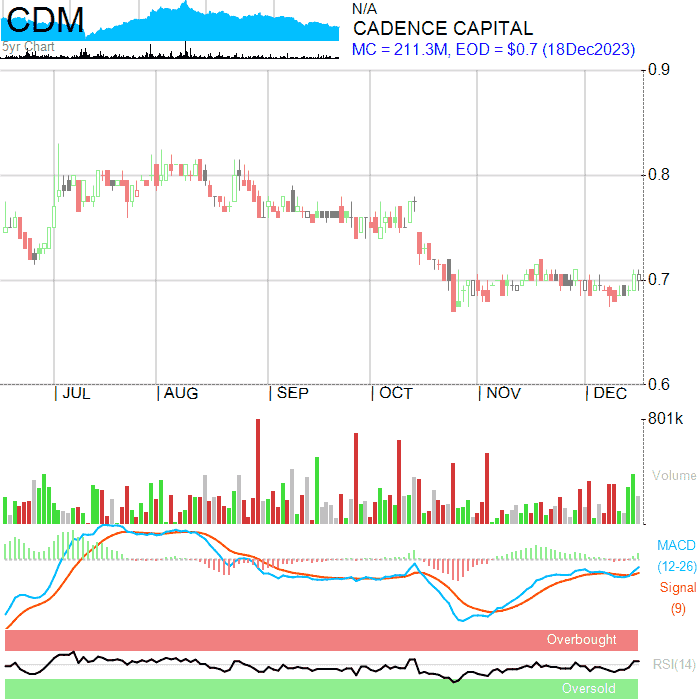 CDM
5yr Chart
N/A
CADENCE CAPITAL
MC = 211.3M, EOD = $0.7 (18Dec2023)
0.9
0.8
0.7
0.6
JUL
AUG
SEP
OCT
NOV
DEC
801k
Volume
MACD
(12-26)
Signal
(9)
Overbought
RSI(14)
Oversold